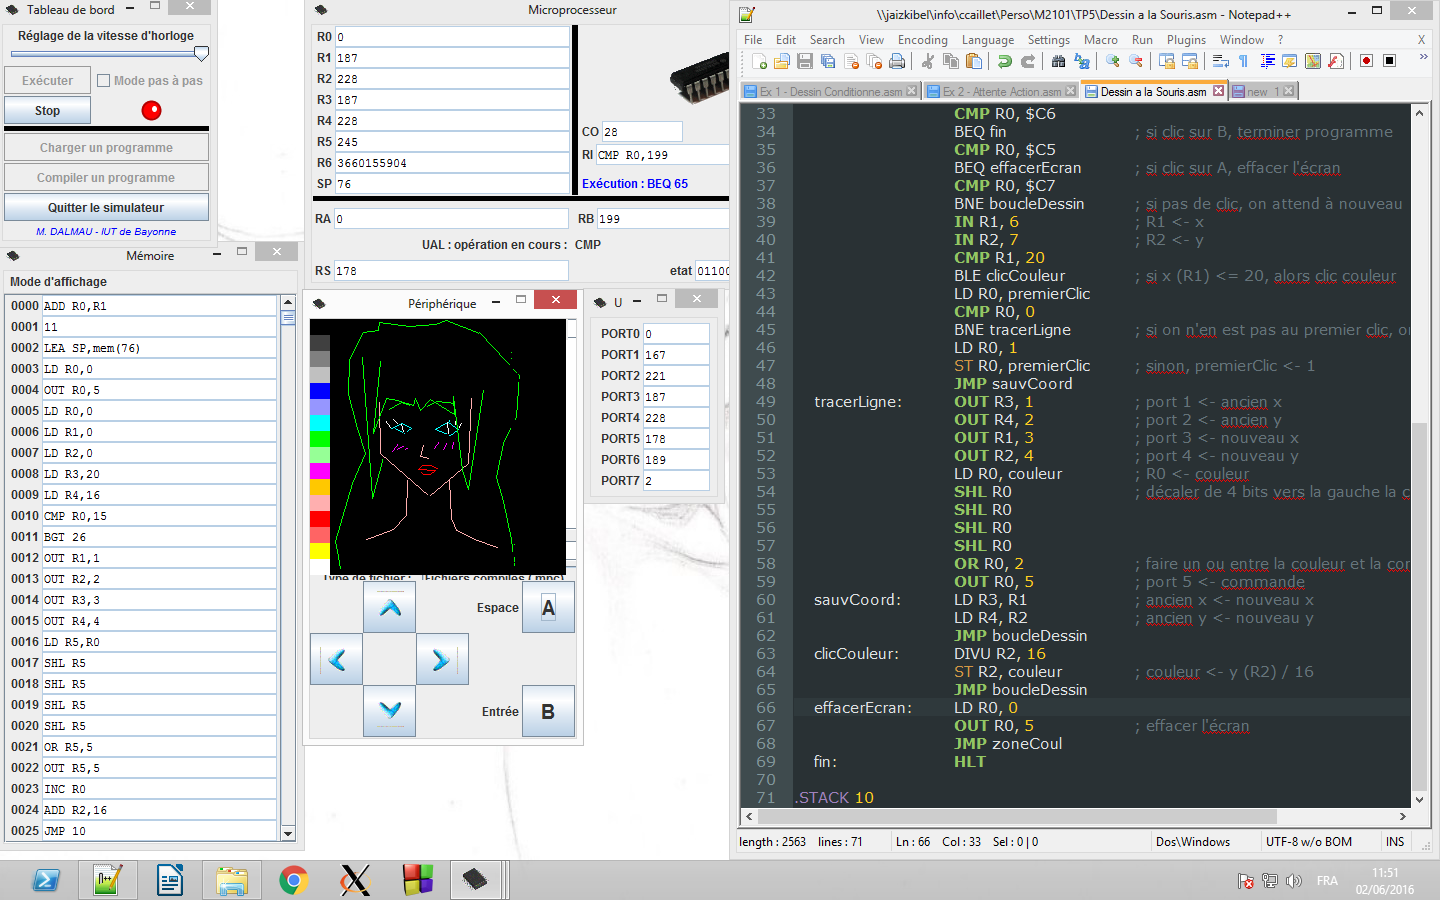 Tableau de bord
Réglage de la vitesse d'horloge
Exécuter
Mode pas à pas
Stop
Charger un programme
Compiler un programme
Quitter le simulateur
M. DALMAU - IUT de Bayonne
Mémoire
Mode d'affichage
0000 ADD R0,R1
0001 11
0002 LEA SP,mem(76)
0003 LD R0,0
0004 OUT R0,5
0005 LD R0,0
0006 LD R1,0
0007 LD R2,0
0008 LD R3,20
0009 LD R4,16
0010 CMP R0,15
0011 BGT 26
0012 OUT R1,1
0013 OUT R2,2
0014 OUT R3,3
0015 OUT R4,4
0016 LD R5,R0
0017 SHL R5
0018 SHL R5
0019 SHL R5
0020 SHL R5
0021 OR R5,5
0022 OUT R5,5
0023 INC R0
0024 ADD R2,16
0025 JMP 10
Microprocesseur
R0 0
R1 187
R2 228
R3 187
R4 228
R5 245
R6 3660155904
SP 76
CO 28
RI CMP R0,199
Exécution : BEQ 65
RA 0
RB 199
UAL : opération en cours : CMP
RS 178
etat 01100
Périphérique
Espace
A
Entrée
B
U
PORT0 0
PORT1 167
PORT2 221
PORT3 187
PORT4 228
PORT5 178
PORT6 189
PORT7 2
\\jaizkibel\info\ccaillet\Perso\M2101\TP5\Dessin a la Souris.asm - Notepad++
File Edit Search View Encoding Language Settings Macro Run Plugins Window ? X
Ex 1 - Dessin Conditionne.asm
Ex 2 - Attente Action.asm
Dessin a la Souris.asm
new 1
33 CMP R0, $C6
34 BEQ fin ; si clic sur B, terminer programme
35 CMP R0, $C5
36 BEQ effacerEcran ; si clic sur A, effacer l'écran
37 CMP R0, $C7
38 BNE boucleDessin ; si pas de clic, on attend à nouveau
39 IN R1, 6 ; R1 <- x
40 IN R2, 7 ; R2 <- y
41 CMP R1, 20
42 BLE clicCouleur ; si x (R1) <= 20, alors clic couleur
43 LD R0, premierClic
44 CMP R0, 0
45 BNE tracerLigne ; si on n'en est pas au premier clic, o
46 LD R0, 1
47 ST R0, premierClic ; sinon, premierClic <- 1
48 JMP sauvCoord
49 tracerLigne: OUT R3, 1 ; port 1 <- ancien x
50 OUT R4, 2 ; port 2 <- ancien y
51 OUT R1, 3 ; port 3 <- nouveau x
52 OUT R2, 4 ; port 4 <- nouveau y
53 LD R0, couleur ; R0 <- couleur
54 SHL R0 ; décaler de 4 bits vers la gauche la c
55 SHL R0
56 SHL R0
57 SHL R0
58 OR R0, 2 ; faire un ou entre la couleur et la cor
59 OUT R0, 5 ; port 5 <- commande
60 sauvCoord: LD R3, R1 ; ancien x <- nouveau x
61 LD R4, R2 ; ancien y <- nouveau y
62 JMP boucleDessin
63 clicCouleur: DIVU R2, 16
64 ST R2, couleur ; couleur <- y (R2) / 16
65 JMP boucleDessin
66 effacerEcran: LD R0, 0
67 OUT R0, 5 ; effacer l'écran
68 JMP zoneCoul
69 fin: HLT
70
71 .STACK 10
length : 2563 lines : 71 Ln : 66 Col : 33 Sel : 0 | 0 Dos\Windows UTF-8 w/o BOM INS
FRA
11:51
02/06/2016